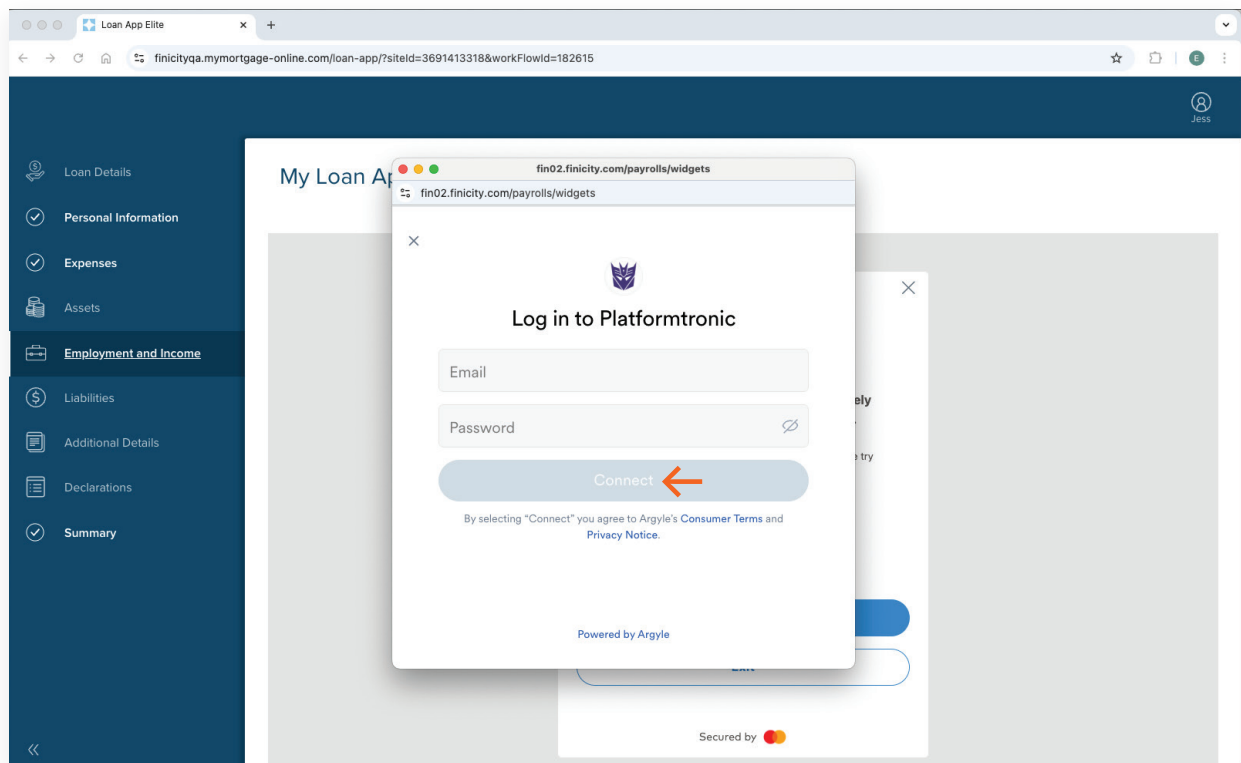 Loan App Elite
finicityqa.mymortgage-online.com/loan-app/?siteId=3691413318&workFlowId=182615
E
Jess
Loan Details
Personal Information
Expenses
Assets
Employment and Income
Liabilities
Additional Details
Declarations
Summary
My Loan Ap
fin02.finicity.com/payrolls/widgets
fin02.finicity.com/payrolls/widgets
Log in to Platformtronic
Email
Password
Connect
By selecting “Connect” you agree to Argyle’s Consumer Terms and
Privacy Notice.
Powered by Argyle
ely
e try
Secured by